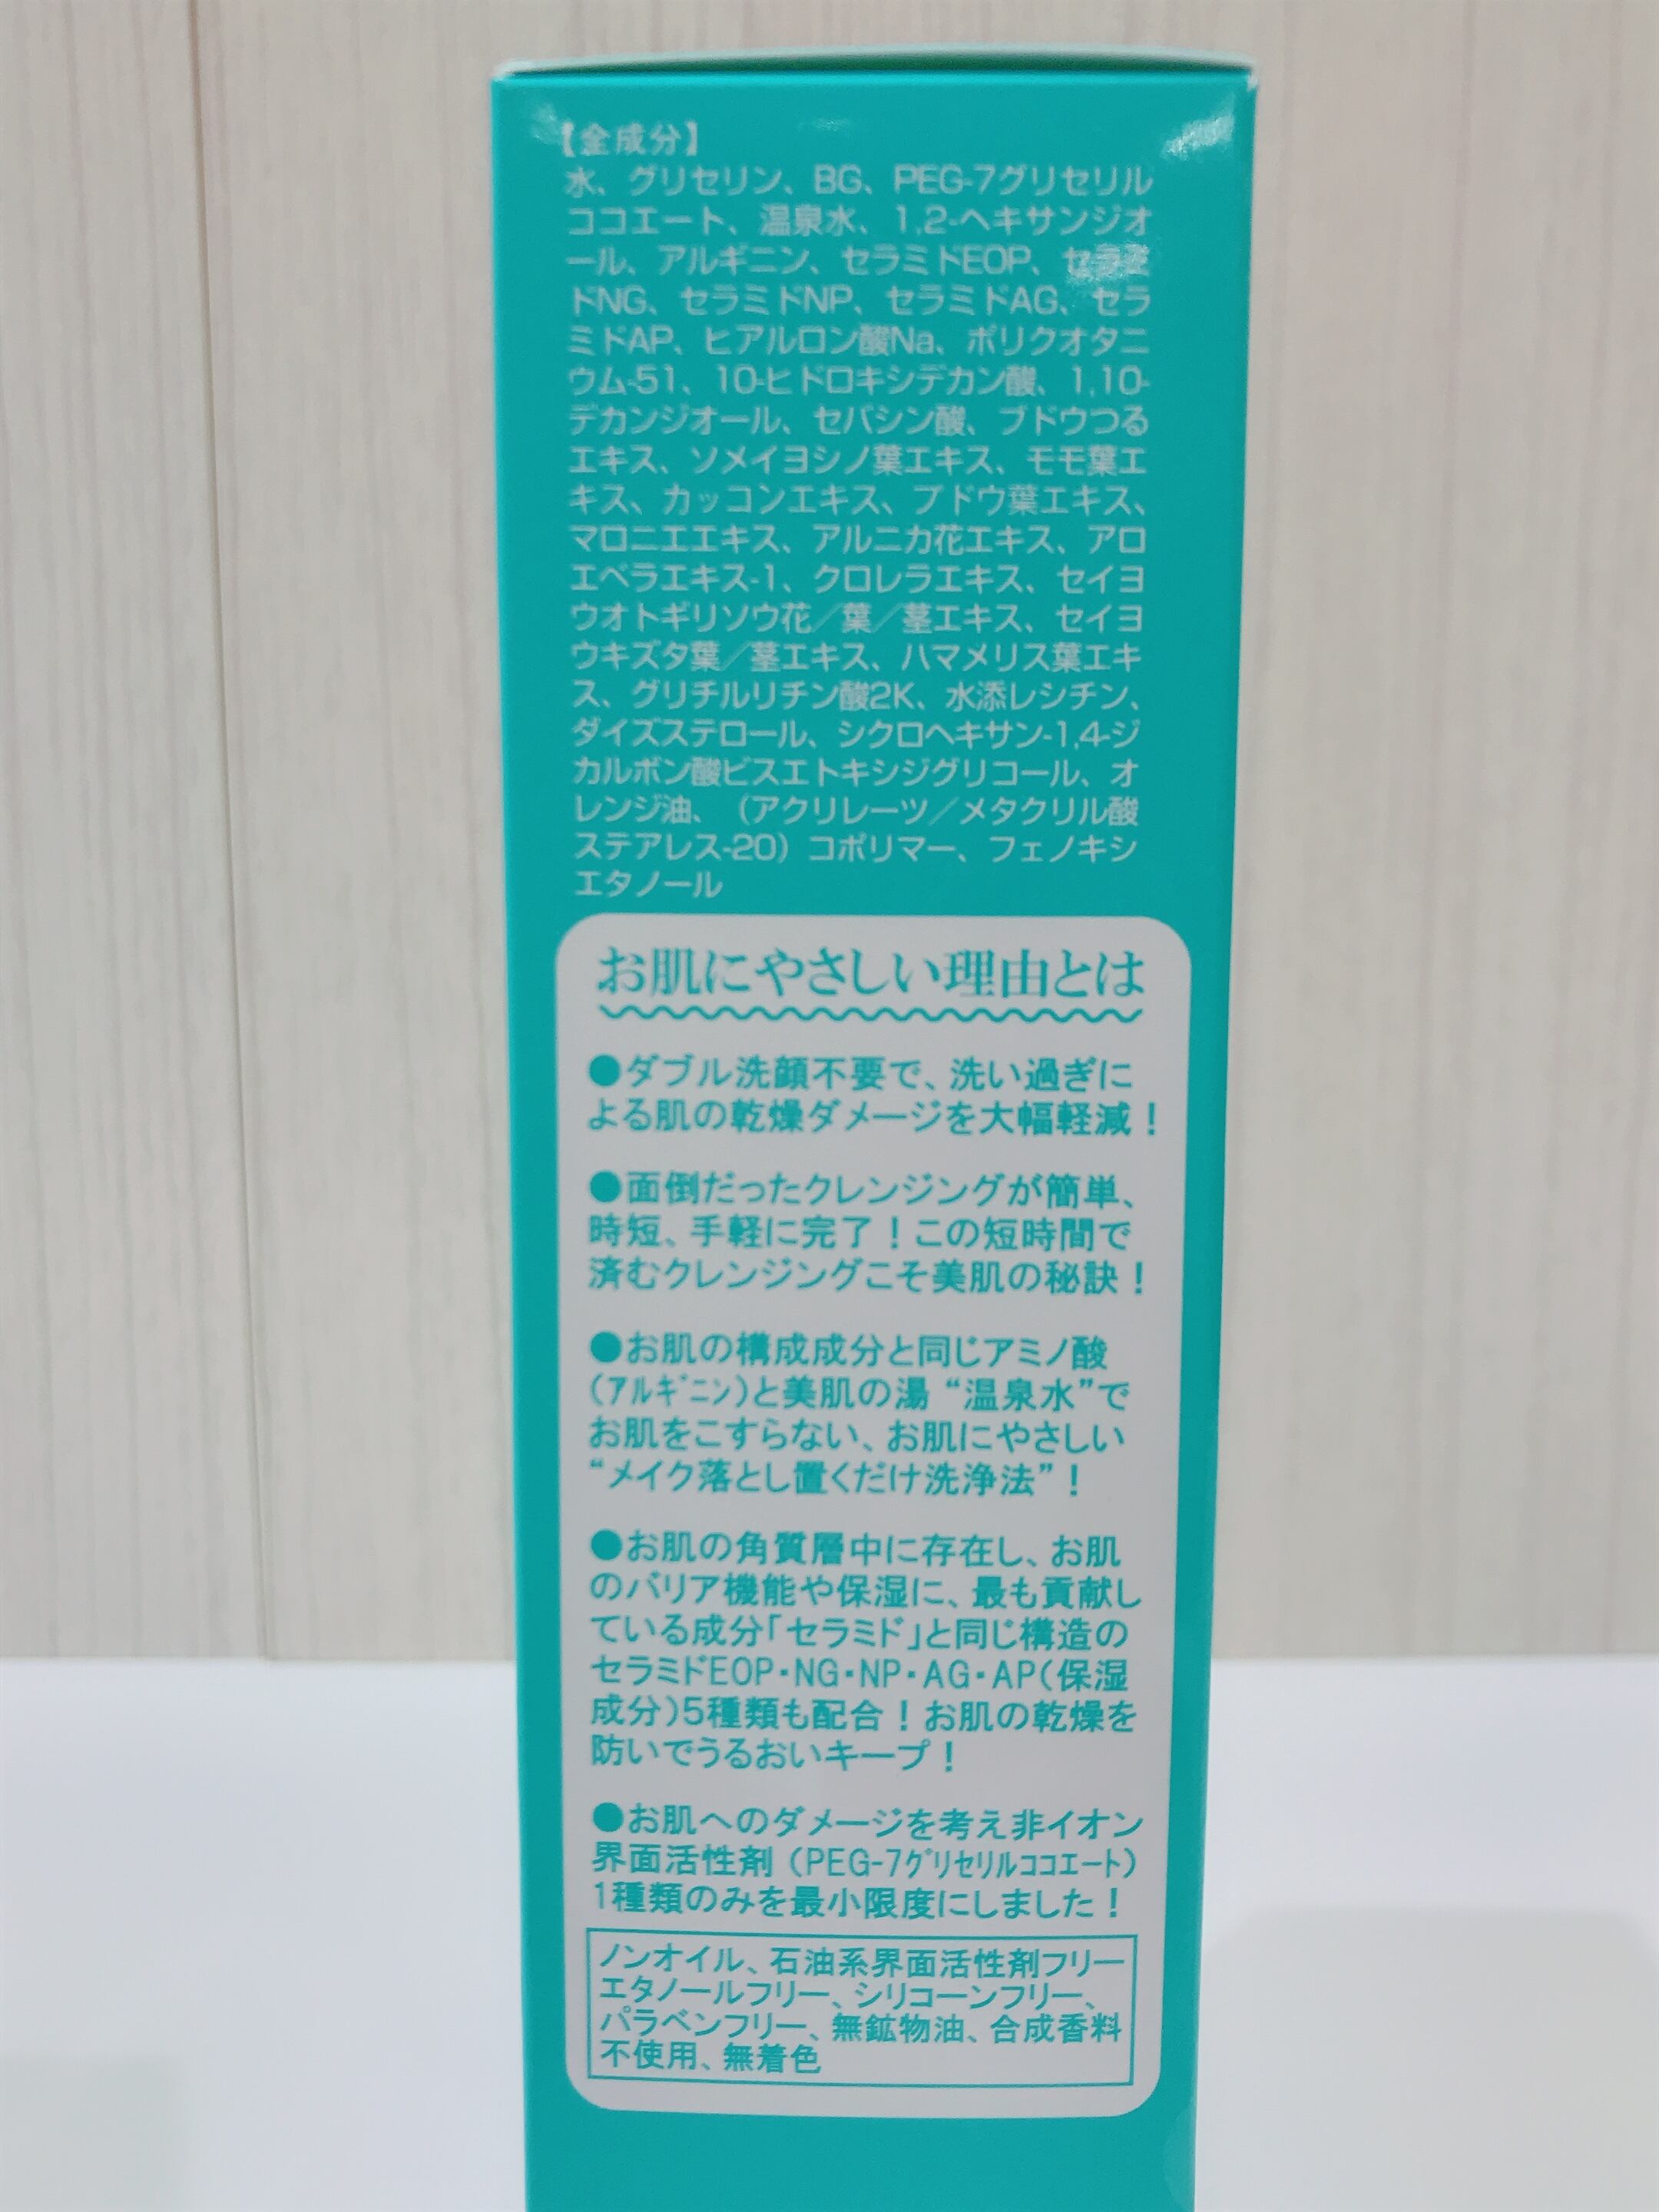 【全成分】
水、グリセリン、BG、PEG-7グリセリル
ココエート、温泉水、1,2-ヘキサンジオ
ール、アルギニン、セラミドEOP、セラミ
ドNG、セラミドNP、セラミドAG、セラ
ミドAP、ヒアルロン酸Na、ポリクオタニ
ウム-51、10-ヒドロキシデカン酸、1,10-
デカンジオール、セバシン酸、ブドウつる
エキス、ソメイヨシノ葉エキス、モモ葉エ
キス、カッコンエキス、ブドウ葉エキス、
マロニエエキス、アルニカ花エキス、アロ
エベラエキス-1、クロレラエキス、セイヨ
ウオトギリソウ花／葉／茎エキス、セイヨ
ウキズタ葉／茎エキス、ハマメリス葉エキ
ス、グリチルリチン酸2K、水添レシチン、
ダイズステロール、シクロヘキサン-1,4-ジ
カルボン酸ビスエトキシジグリコール、オ
レンジ油、（アクリレーツ／メタクリル酸
ステアレス-20）コポリマー、フェノキシ
エタノール
お肌にやさしい理由とは
●ダブル洗顔不要で、洗い過ぎに
よる肌の乾燥ダメージを大幅軽減！
●面倒だったクレンジングが簡単、
時短、手軽に完了！この短時間で
済むクレンジングこそ美肌の秘訣！
●お肌の構成成分と同じアミノ酸
（ｱﾙｷﾞﾆﾝ）と美肌の湯“温泉水”で
お肌をこすらない、お肌にやさしい
“メイク落とし置くだけ洗浄法”！
●お肌の角質層中に存在し、お肌
のバリア機能や保湿に、最も貢献し
ている成分「セラミド」と同じ構造の
セラミドEOP・NG・NP・AG・AP（保湿
成分）5種類も配合！お肌の乾燥を
防いでうるおいキープ！
●お肌へのダメージを考え非イオン
界面活性剤（PEG-7ｸﾞﾘｾﾘﾙｺｺｴｰﾄ）
1種類のみを最小限度にしました！
ノンオイル、石油系界面活性剤フリー
エタノールフリー、シリコーンフリー、
パラベンフリー、無鉱物油、合成香料
不使用、無着色